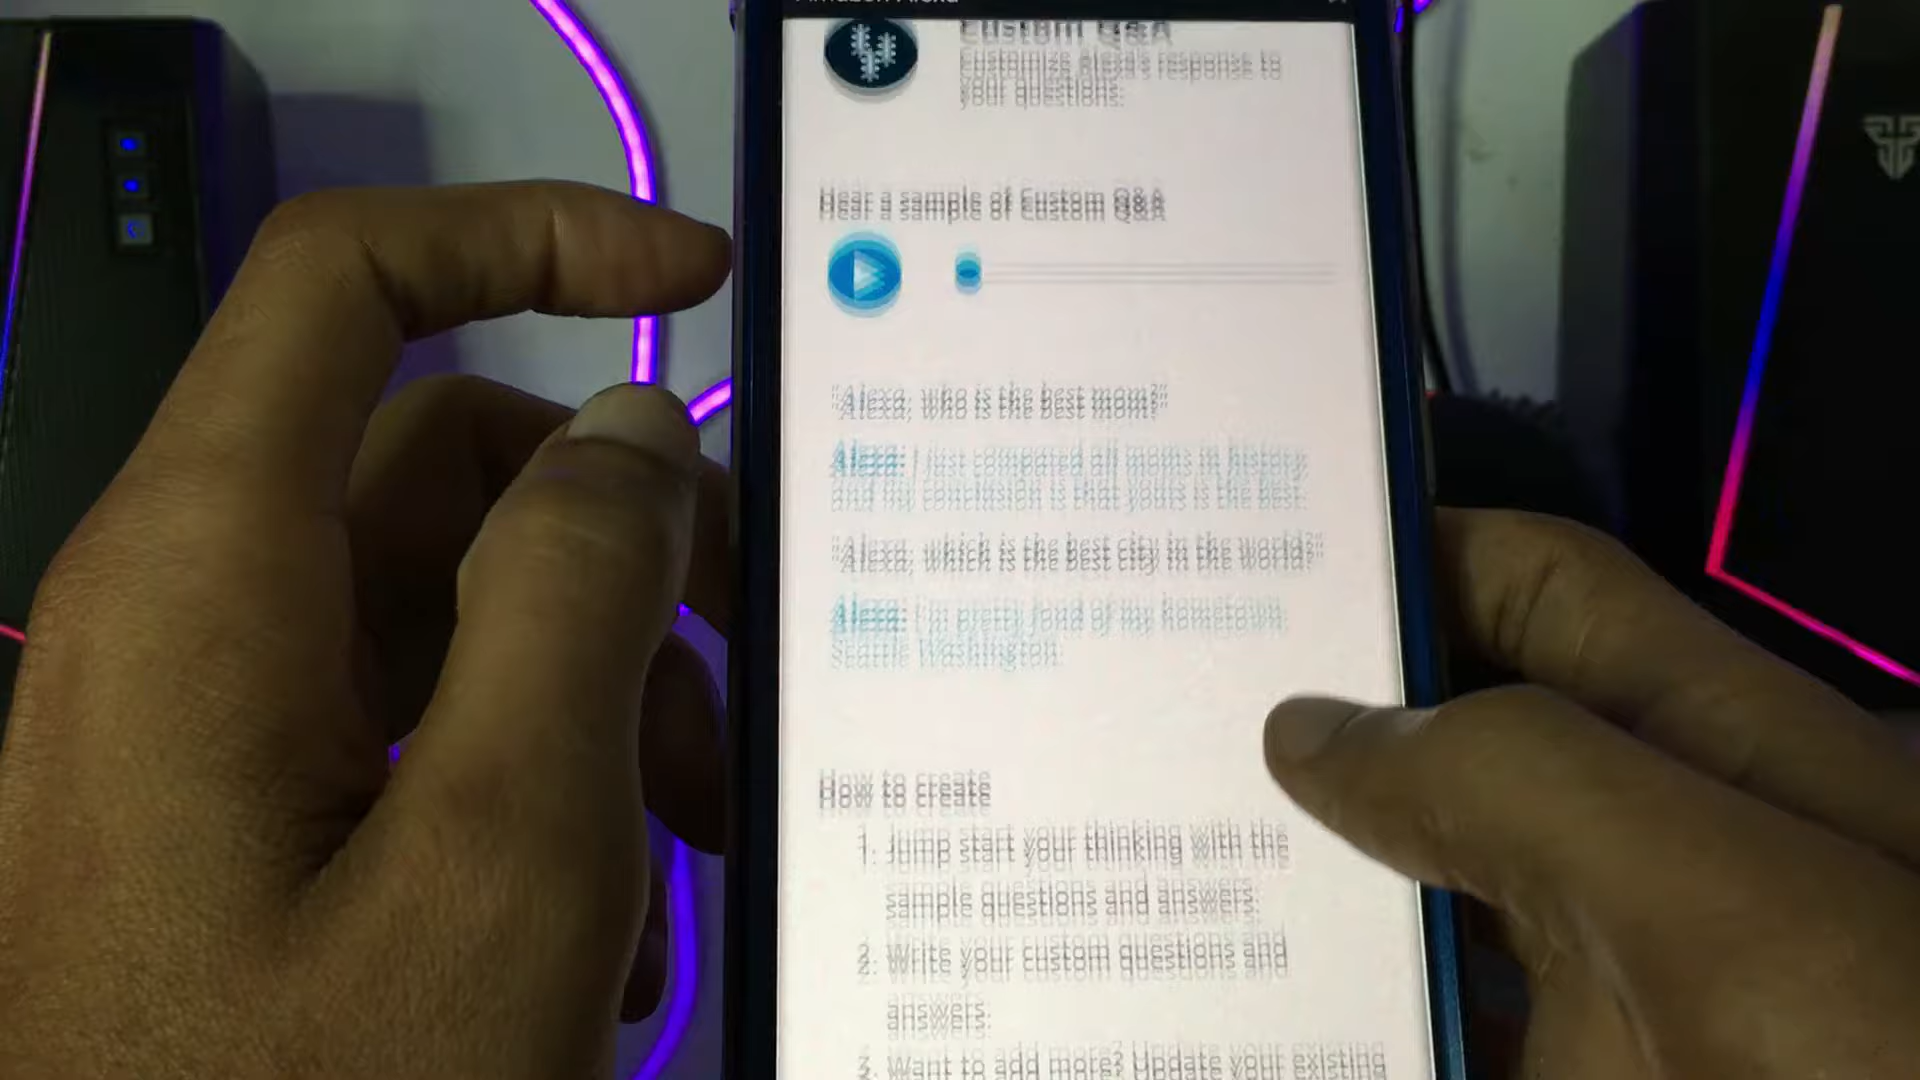 Amazon Alexa
Custom Q&A
Customize Alexa's response to
your questions.
Hear a sample of Custom Q&A
"Alexa, who is the best mom?"
Alexa: I just compared all moms in history
and my conclusion is that yours is the best.
"Alexa, which is the best city in the world?"
Alexa: I'm pretty fond of my hometown,
Seattle Washington.
How to create
1. Jump start your thinking with the
sample questions and answers.
2. Write your custom questions and
answers.
3. Want to add more? Update your existing